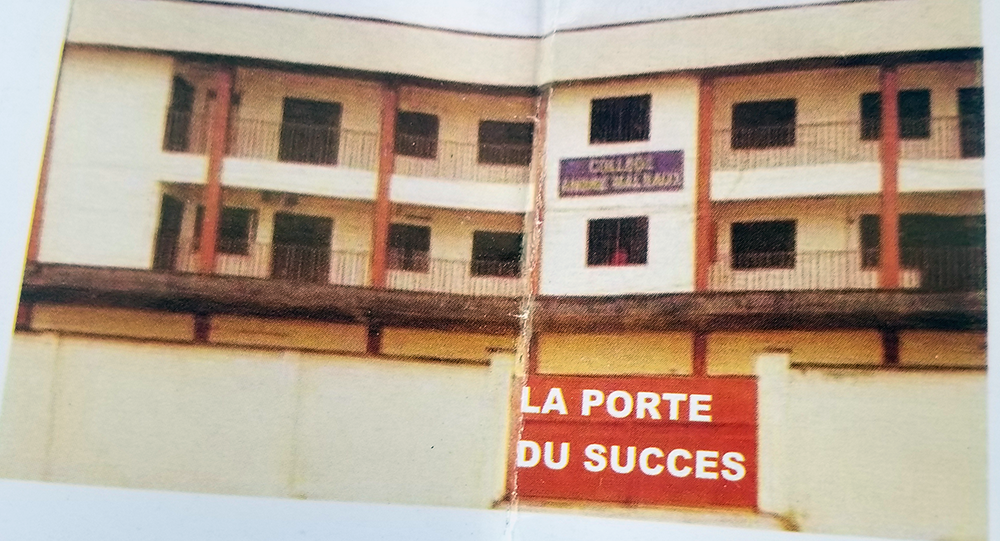 COLLEGE
ANDRE MALRAUX
LA PORTE
DU SUCCES